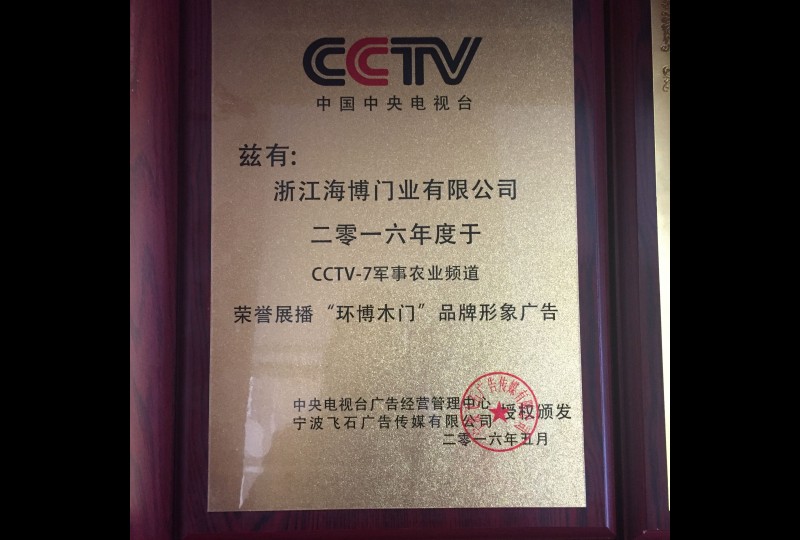 CCTV
中国中央电视台
兹有:
浙江海博门业有限公司
二零一六年度于
CCTV-7军事农业频道
荣誉展播“环博木门”品牌形象广告
中央电视台广告经营管理中心
宁波飞石广告传媒有限公司
授权颁发
二零一六年五月